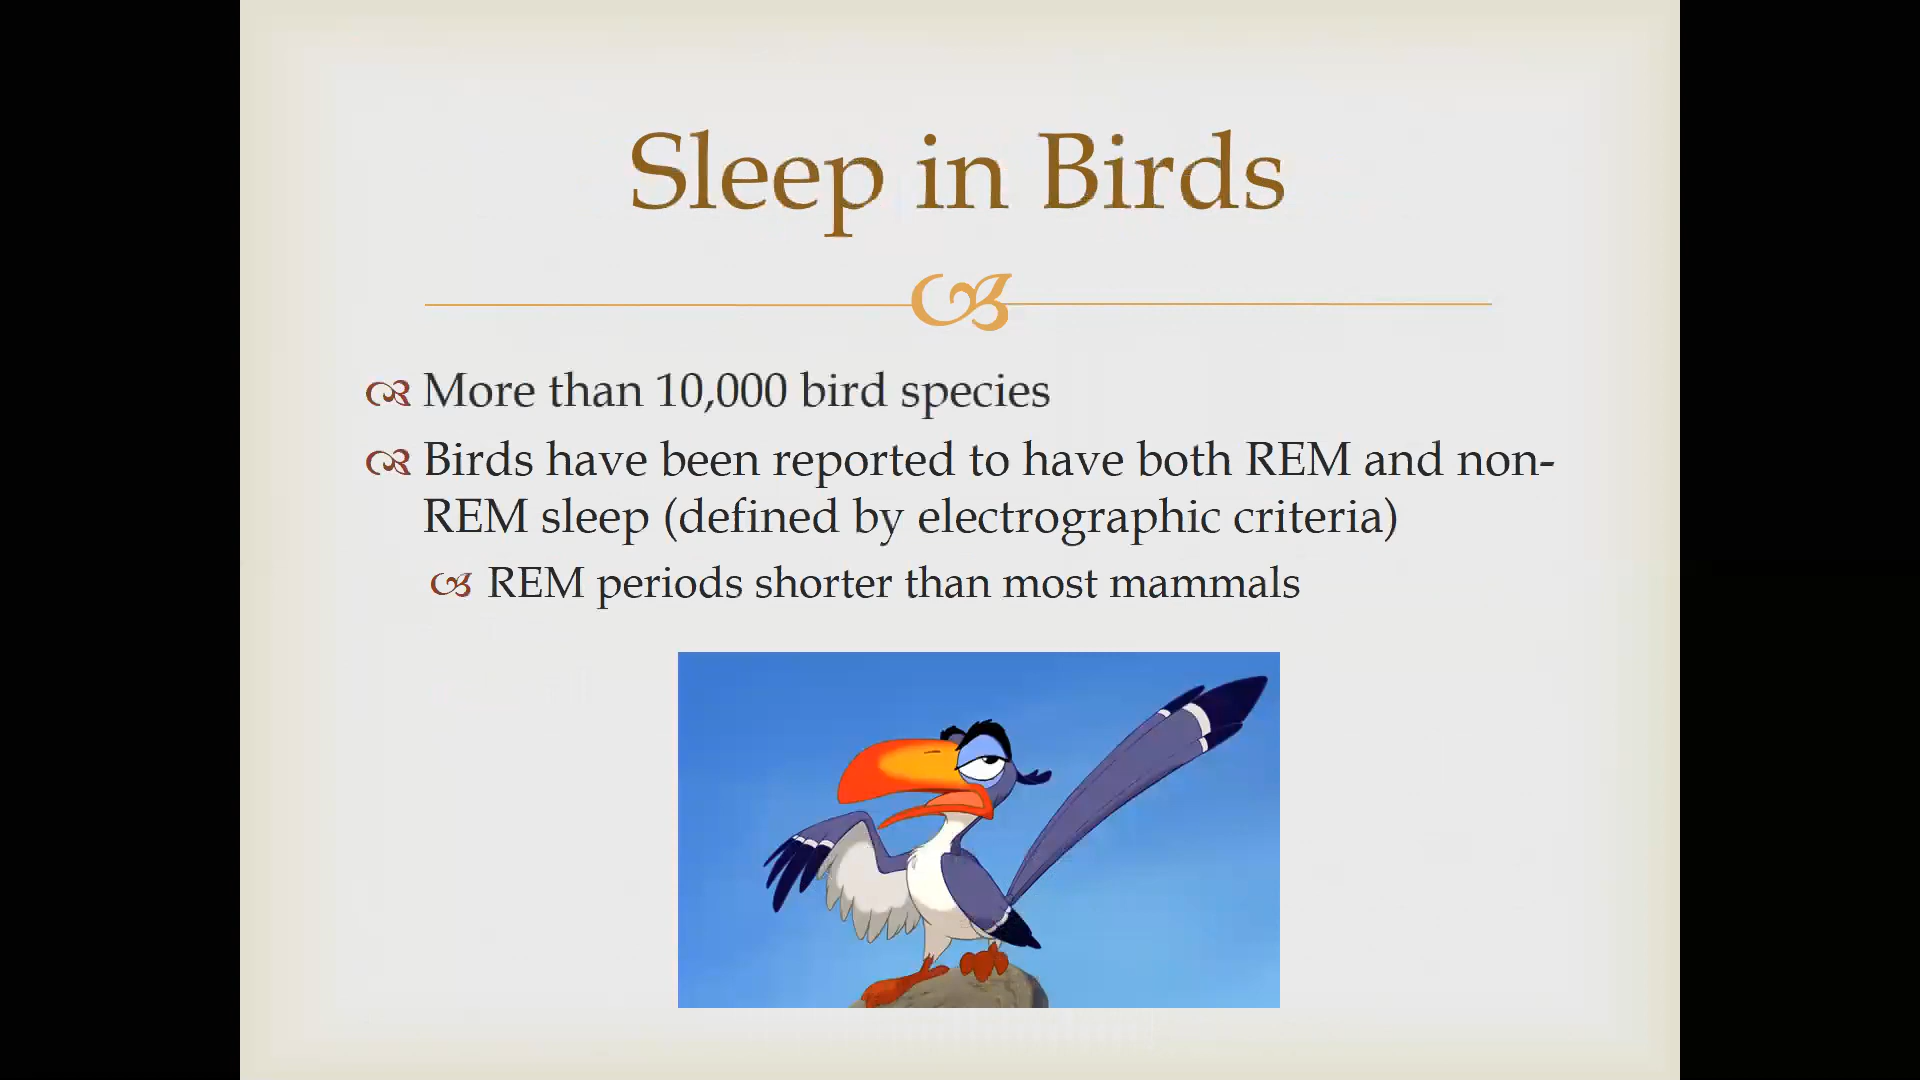 Sleep in Birds
More than 10,000 bird species
Birds have been reported to have both REM and non-
REM sleep (defined by electrographic criteria)
REM periods shorter than most mammals